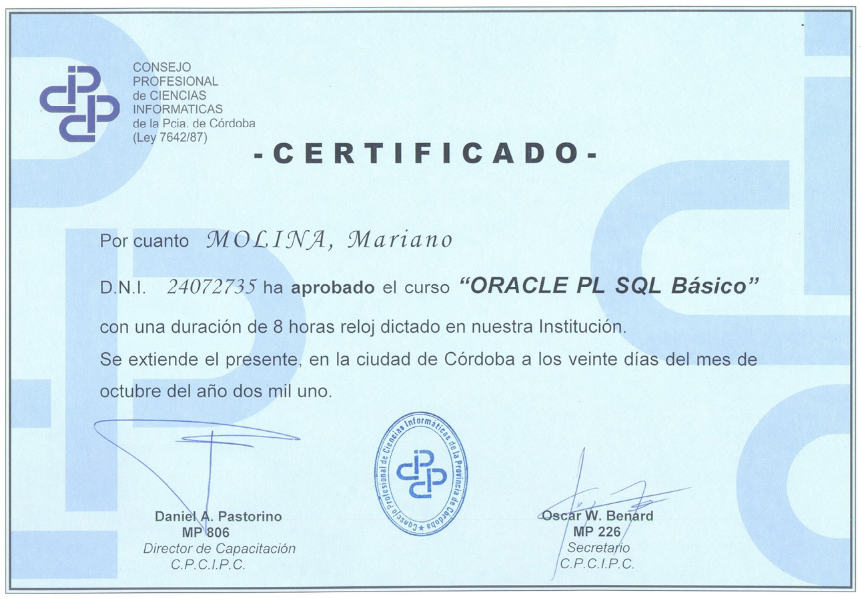 CONSEJO
PROFESIONAL
de CIENCIAS
INFORMATICAS
de la Pcia. de Córdoba
(Ley 7642/87)
-CERTIFICADO-
Por cuanto MOLINA, Mariano
D.N.I. 24072735 ha aprobado el curso “ORACLE PL SQL Básico”
con una duración de 8 horas reloj dictado en nuestra Institución.
Se extiende el presente, en la ciudad de Córdoba a los veinte días del mes de
octubre del año dos mil uno.
Consejo Profesional de Ciencias Informaticas de la Provincia de Córdoba
Daniel A. Pastorino
MP 806
Director de Capacitación
C.P.C.I.P.C.
Oscar W. Benard
MP 226
Secretario
C.P.C.I.P.C.